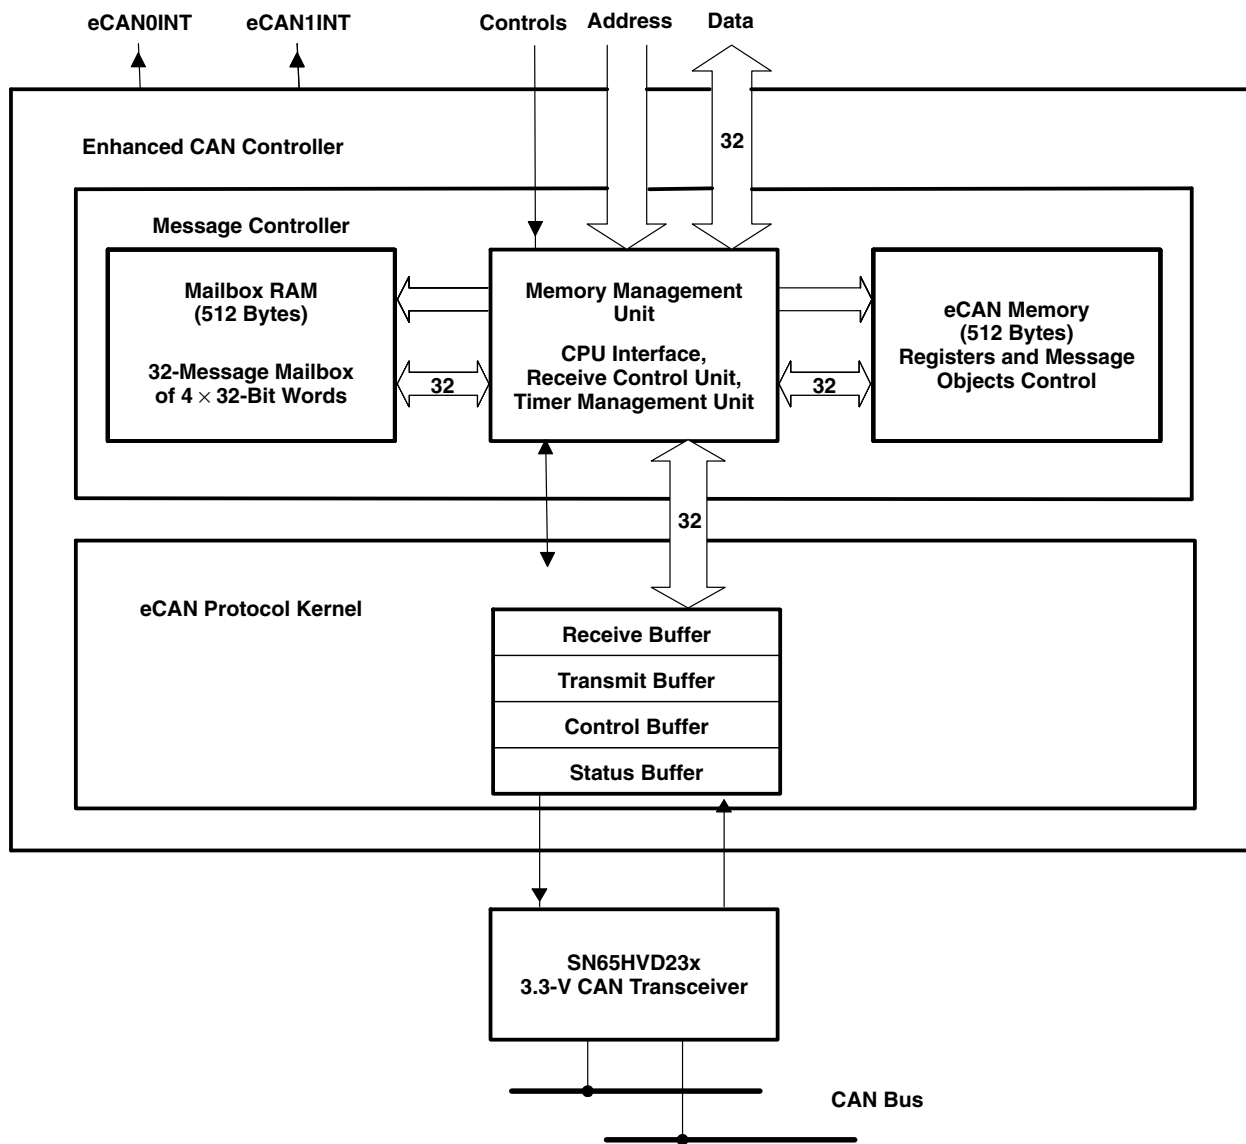 eCAN0INT
eCAN1INT
Controls
Address
Data
32
Enhanced CAN Controller
Message Controller
Mailbox RAM
(512 Bytes)
32-Message Mailbox
of 4 × 32-Bit Words
32
Memory Management
Unit
CPU Interface,
Receive Control Unit,
Timer Management Unit
32
eCAN Memory
(512 Bytes)
Registers and Message
Objects Control
32
eCAN Protocol Kernel
Receive Buffer
Transmit Buffer
Control Buffer
Status Buffer
SN65HVD23x
3.3-V CAN Transceiver
CAN Bus